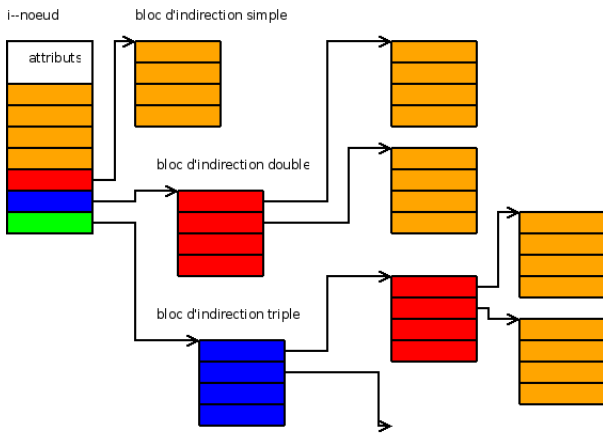 i--noeud
bloc d'indirection simple
attributs
bloc d'indirection double
bloc d'indirection triple